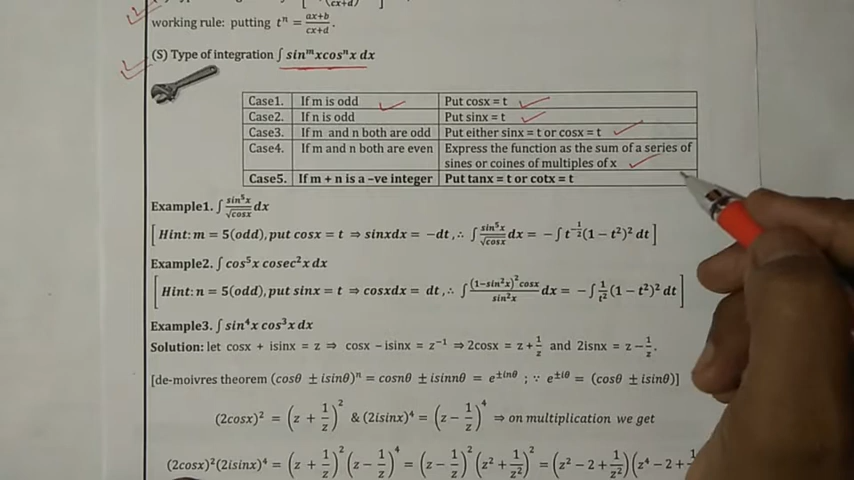 (cx+d)
working rule: putting tⁿ = (ax+b)/(cx+d).
(S) Type of integration ∫ sinᵐxcosⁿx dx
Case1. If m is odd Put cosx = t
Case2. If n is odd Put sinx = t
Case3. If m and n both are odd Put either sinx = t or cosx = t
Case4. If m and n both are even Express the function as the sum of a series of
sines or coines of multiples of x
Case5. If m + n is a –ve integer Put tanx = t or cotx = t
Example1. ∫ sin⁵x/√cosx dx
[Hint: m = 5(odd), put cosx = t ⇒ sinxdx = −dt, ∴ ∫ sin⁵x/√cosx dx = − ∫ t^(−1/2)(1 − t²)² dt]
Example2. ∫ cos⁵x cosec²x dx
[Hint: n = 5(odd), put sinx = t ⇒ cosxdx = dt, ∴ ∫ (1−sin²x)²cosx/sin²x dx = − ∫ 1/t² (1 − t²)² dt]
Example3. ∫ sin⁴x cos³x dx
Solution: let cosx + isinx = z ⇒ cosx − isinx = z⁻¹ ⇒ 2cosx = z + 1/z and 2isnx = z − 1/z.
[de-moivres theorem (cosθ ± isinθ)ⁿ = cosnθ ± isinnθ = e^(±inθ) ; ∵ e^(±iθ) = (cosθ ± isinθ)]
(2cosx)² = (z + 1/z)² & (2isinx)⁴ = (z − 1/z)⁴ ⇒ on multiplication we get
(2cosx)²(2isinx)⁴ = (z + 1/z)² (z − 1/z)⁴ = (z − 1/z)² (z² + 1/z²)² = (z² − 2 + 1/z²)(z⁴ − 2 + 1